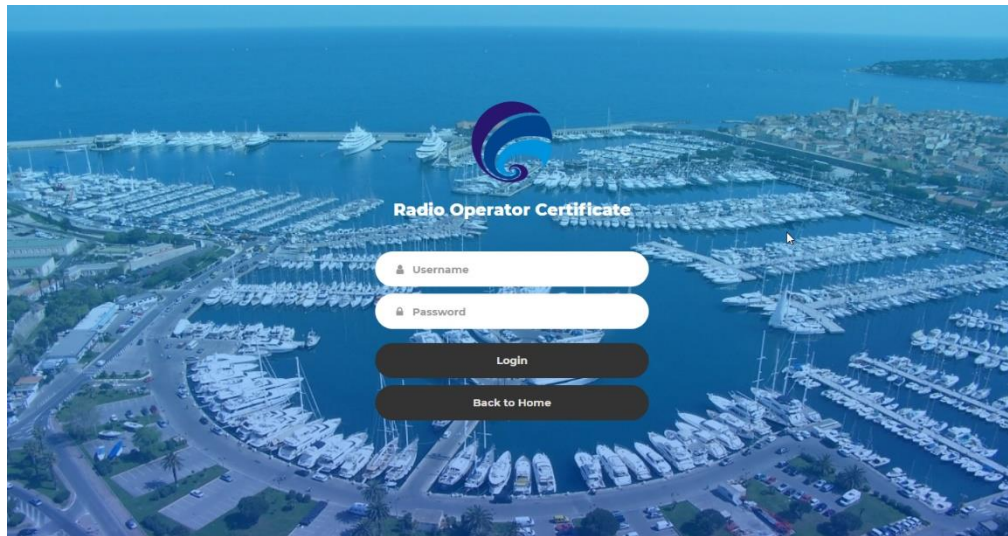 Radio Operator Certificate
Username
Password
Login
Back to Home